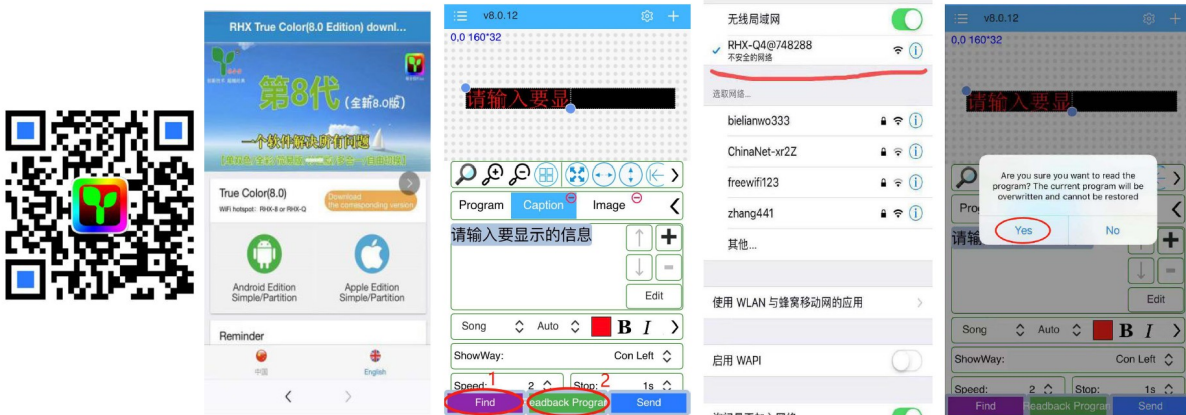 RHX True Color(8.0 Edition) downl...
第8代(全新8.0版)
一个软件解决所有问题
True Color(8.0)
WiFi hotspot: RHX-8 or RHX-Q
Download
the corresponding version
Android Edition
Simple/Partition
Apple Edition
Simple/Partition
Reminder
中国
English
v8.0.12
0,0 160*32
请输入要显
Program
Caption
Image
请输入要显示的信息
Edit
Song
Auto
B
I
ShowWay:
Con Left
1
2
Speed:
2
Stop:
1s
Find
Readback Program
Send
无线局域网
RHX-Q4@748288
不安全的网络
选取网络...
bielianwo333
ChinaNet-xr2Z
freewifi123
zhang441
其他...
使用 WLAN 与蜂窝移动网的应用
启用 WAPI
v8.0.12
0,0 160*32
请输入要显
Are you sure you want to read the
program? The current program will be
overwritten and cannot be restored
Yes
No
Pro
请输
Edit
Song
Auto
B
I
ShowWay:
Con Left
Speed:
2
Stop:
1s
Find
Readback Program
Send